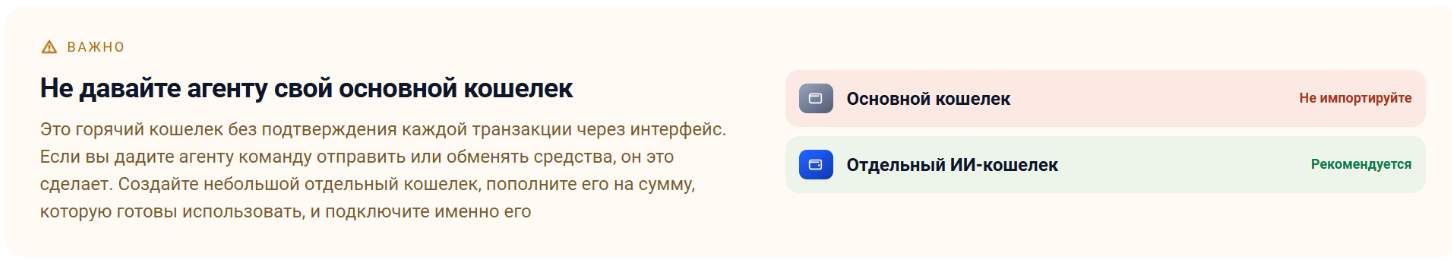 ВАЖНО
Не давайте агенту свой основной кошелек
Это горячий кошелек без подтверждения каждой транзакции через интерфейс.
Если вы дадите агенту команду отправить или обменять средства, он это
сделает. Создайте небольшой отдельный кошелек, пополните его на сумму,
которую готовы использовать, и подключите именно его
Основной кошелек
Не импортируйте
Отдельный ИИ-кошелек
Рекомендуется